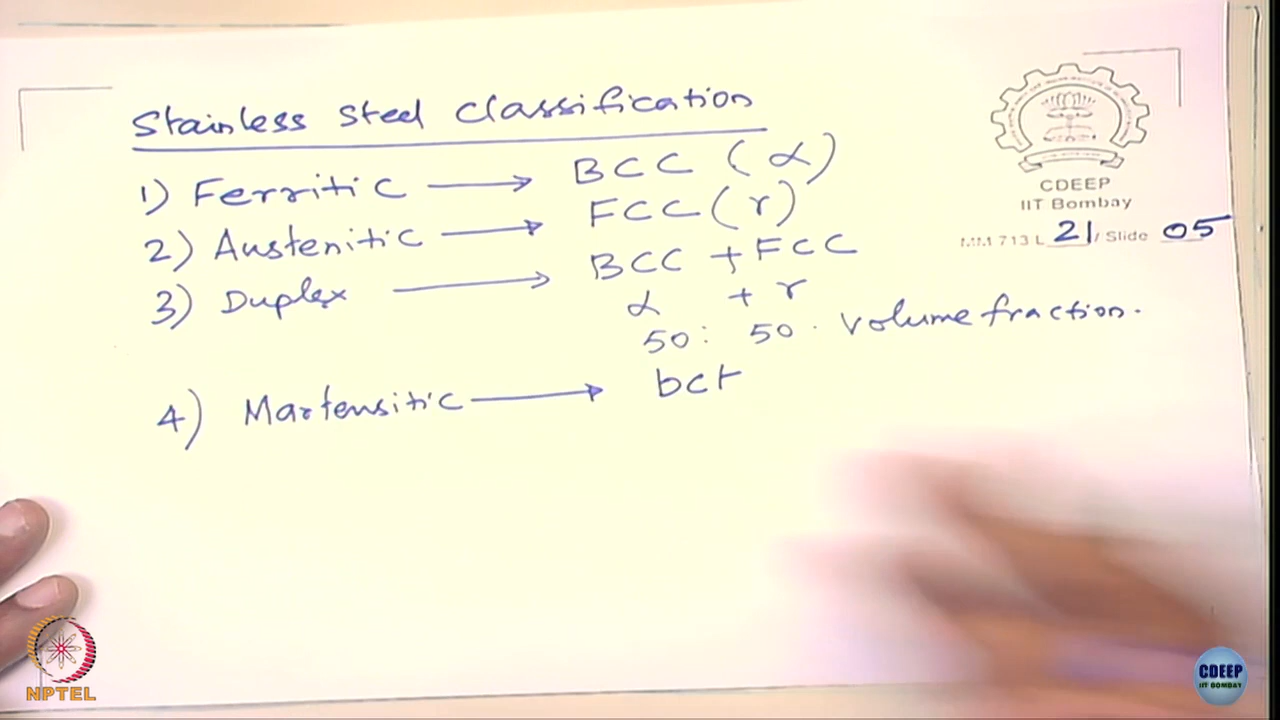 Stainless Steel Classification
1) Ferritic → BCC (α)
2) Austenitic → FCC (γ)
3) Duplex → BCC + FCC
α + γ
50: 50. Volume fraction.
4) Martensitic → bct
CDEEP
IIT Bombay
MM 713 L 21 / Slide 05
NPTEL
CDEEP
IIT BOMBAY